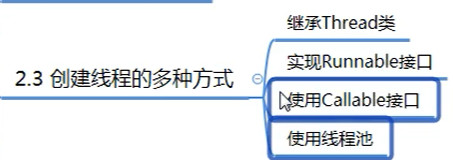 继承Thread类
2.3 创建线程的多种方式
实现Runnable接口
使用Callable接口
使用线程池